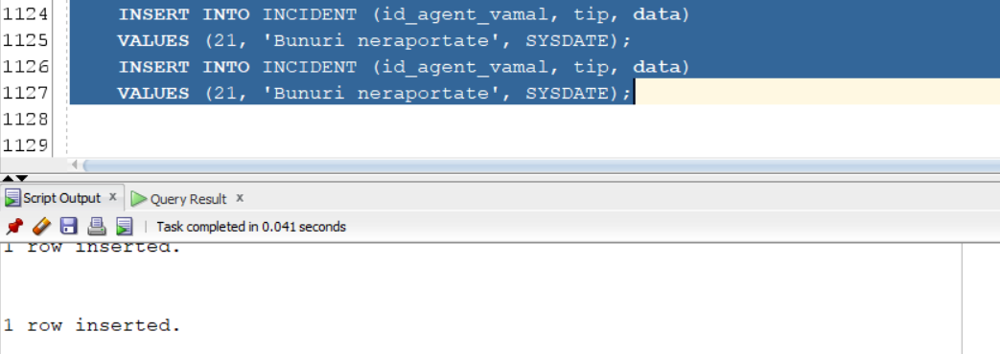 1124 INSERT INTO INCIDENT (id_agent_vamal, tip, data)
1125 VALUES (21, 'Bunuri neraportate', SYSDATE);
1126 INSERT INTO INCIDENT (id_agent_vamal, tip, data)
1127 VALUES (21, 'Bunuri neraportate', SYSDATE);
1128
1129
Script Output x Query Result x
Task completed in 0.041 seconds
1 row inserted.
1 row inserted.